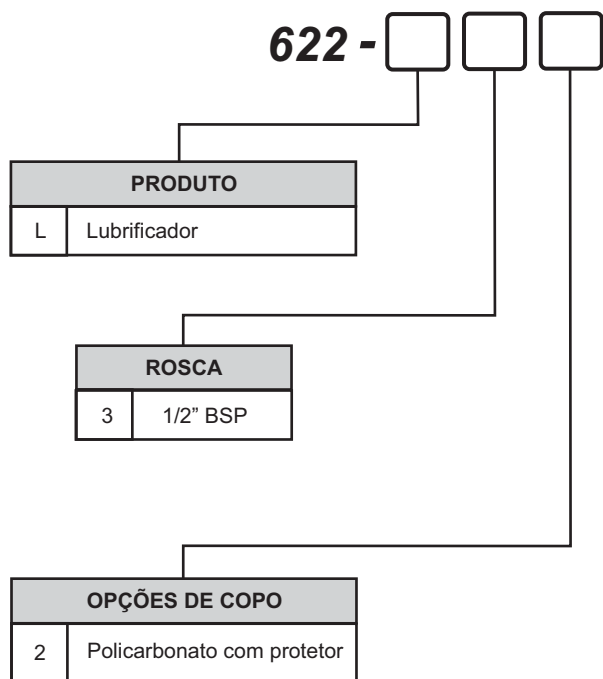 622 -
PRODUTO
L Lubrificador
ROSCA
3 1/2” BSP
OPÇÕES DE COPO
2 Policarbonato com protetor